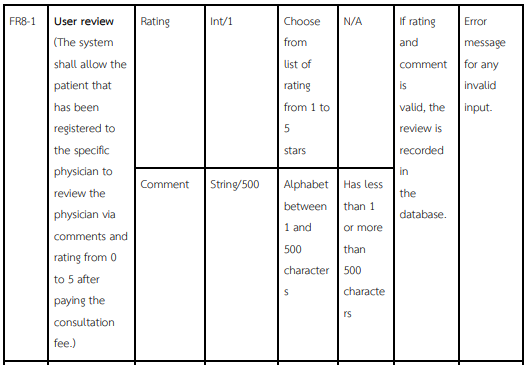 FR8-1
User review
(The system
shall allow the
patient that
has been
registered to
the specific
physician to
review the
physician via
comments and
rating from 0
to 5 after
paying the
consultation
fee.)
Rating
Int/1
Choose
from
list of
rating
from 1 to
5
stars
N/A
If rating
and
comment
is
valid, the
review is
recorded
in
the
database.
Error
message
for any
invalid
input.
Comment
String/500
Alphabet
between
1 and
500
character
s
Has less
than 1
or more
than
500
characte
rs